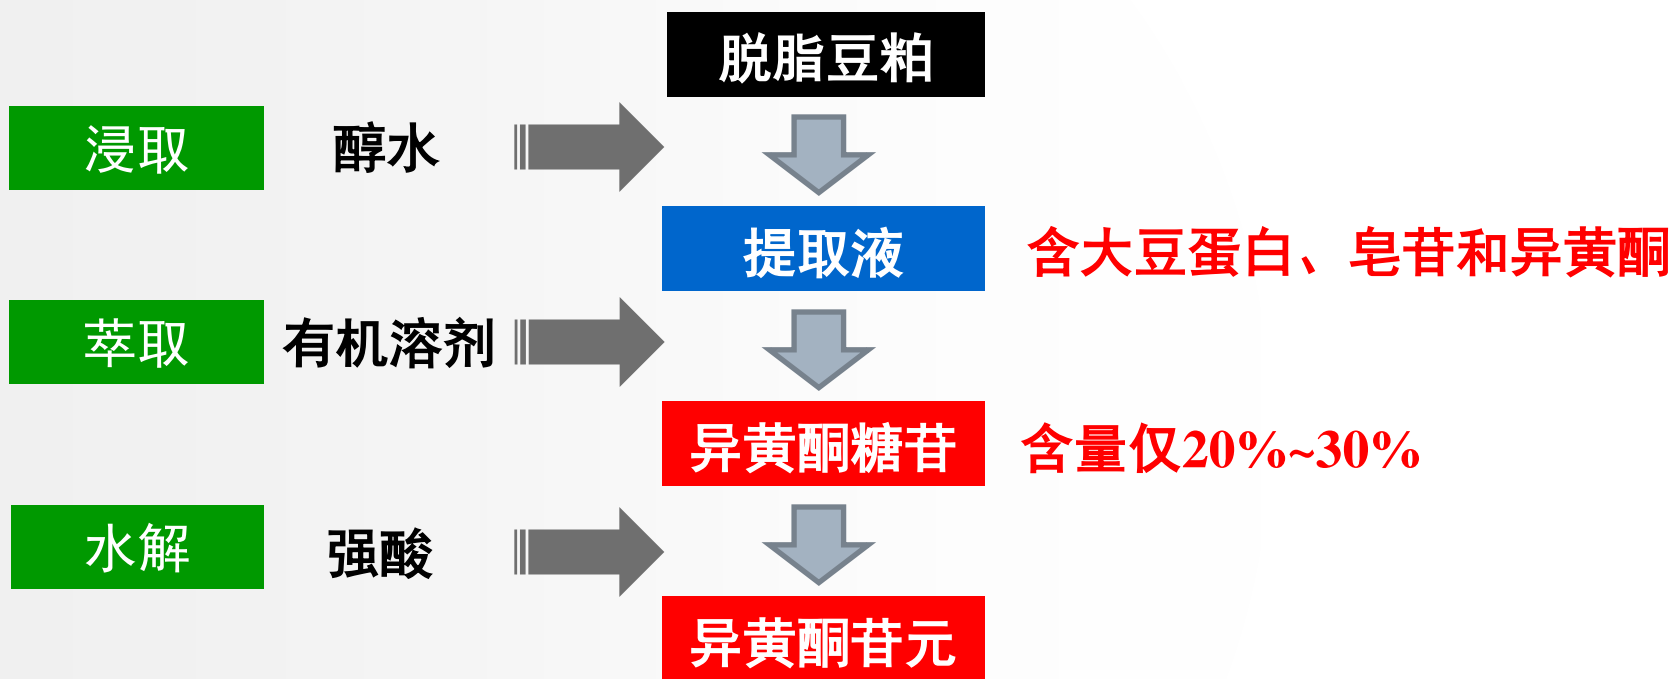 脱脂豆粕
浸取 醇水
提取液 含大豆蛋白、皂苷和异黄酮
萃取 有机溶剂
异黄酮糖苷 含量仅20%~30%
水解 强酸
异黄酮苷元